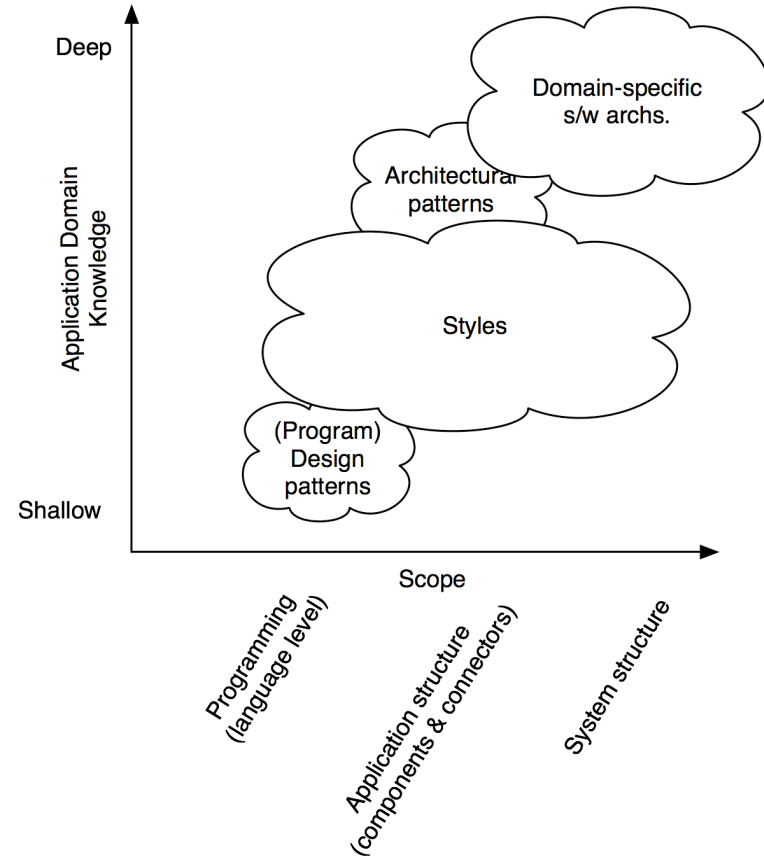 Deep
Domain-specific
s/w archs.
Architectural
patterns
Application Domain
Knowledge
Styles
(Program)
Design
patterns
Shallow
Scope
Programming
(language level)
Application structure
(components & connectors)
System structure